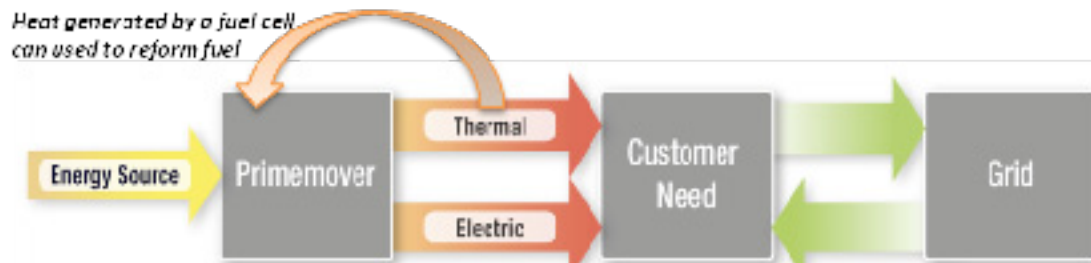 Heat generated by a fuel cell
can used to reform fuel
Energy Source
Primemover
Thermal
Electric
Customer
Need
Grid